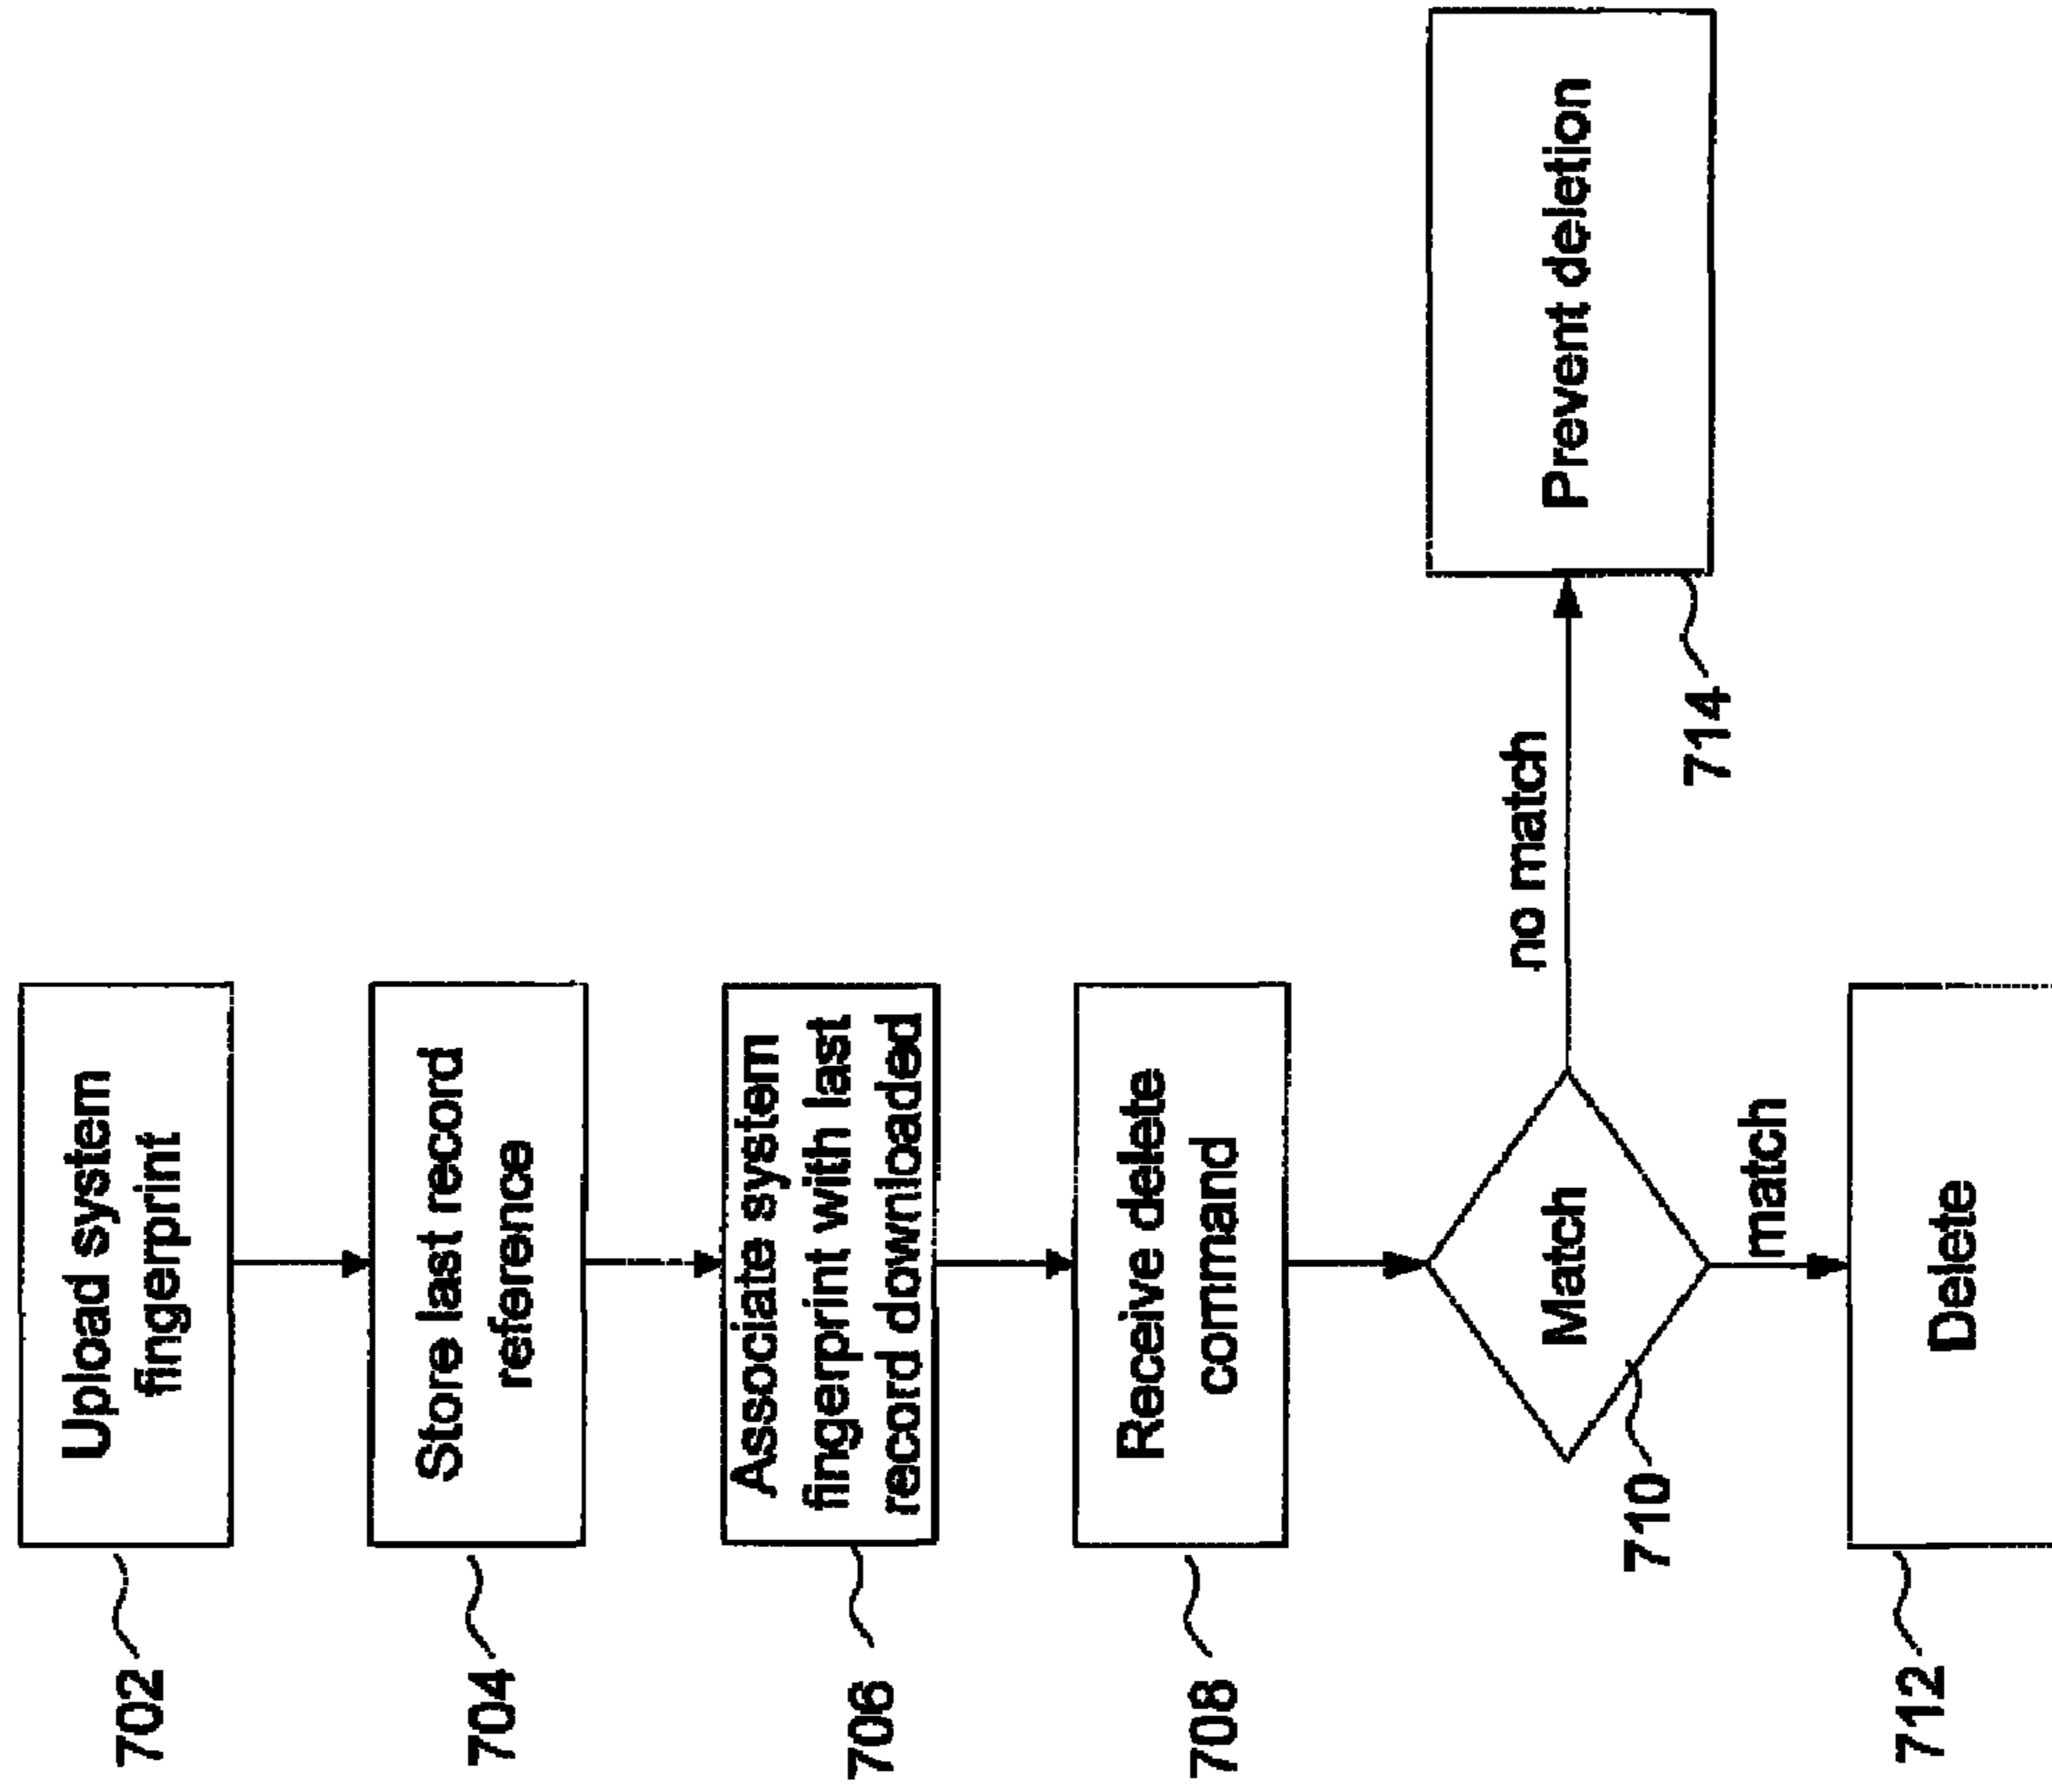 702
Upload system
fingerprint
704
Store last record
reference
706
Associate system
fingerprint with last
record downloaded
708
Receive delete
command
710
Match
no match
714
Prevent deletion
match
712
Delete